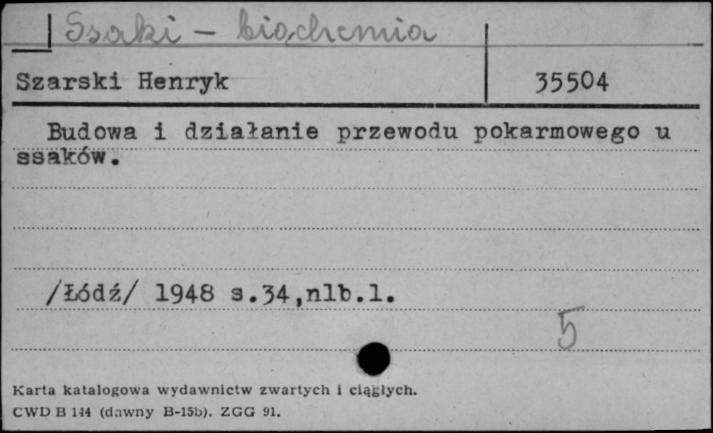 Ssaki - biochemia
Szarski Henryk 35504
Budowa i działanie przewodu pokarmowego u
ssaków.
/Łódź/ 1948 s.34,nlb.1.
5
Karta katalogowa wydawnictw zwartych i ciągłych.
CWD B 144 (dawny B-15b). ZGG 91.